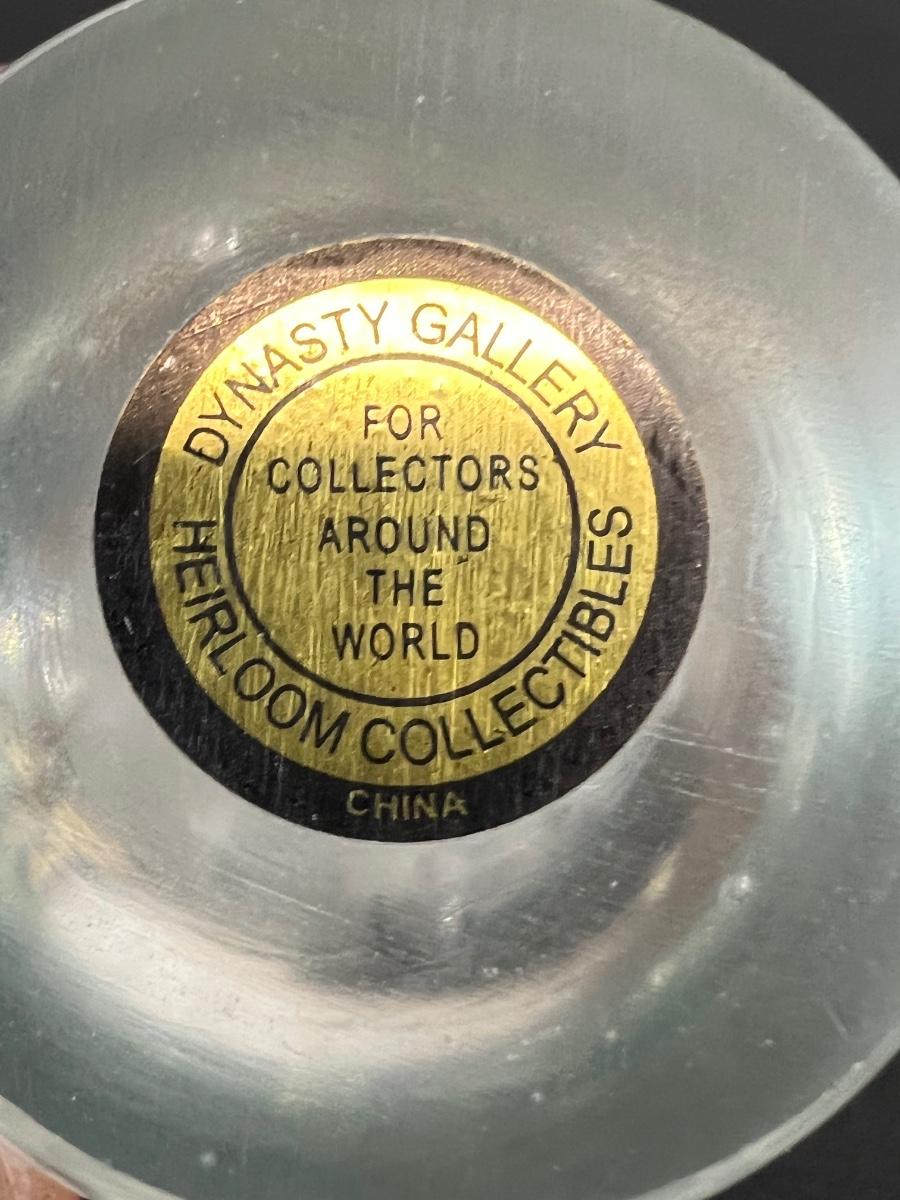 DYNASTY GALLERY
FOR
COLLECTORS
AROUND
THE
WORLD
HEIRLOOM COLLECTIBLES
CHINA